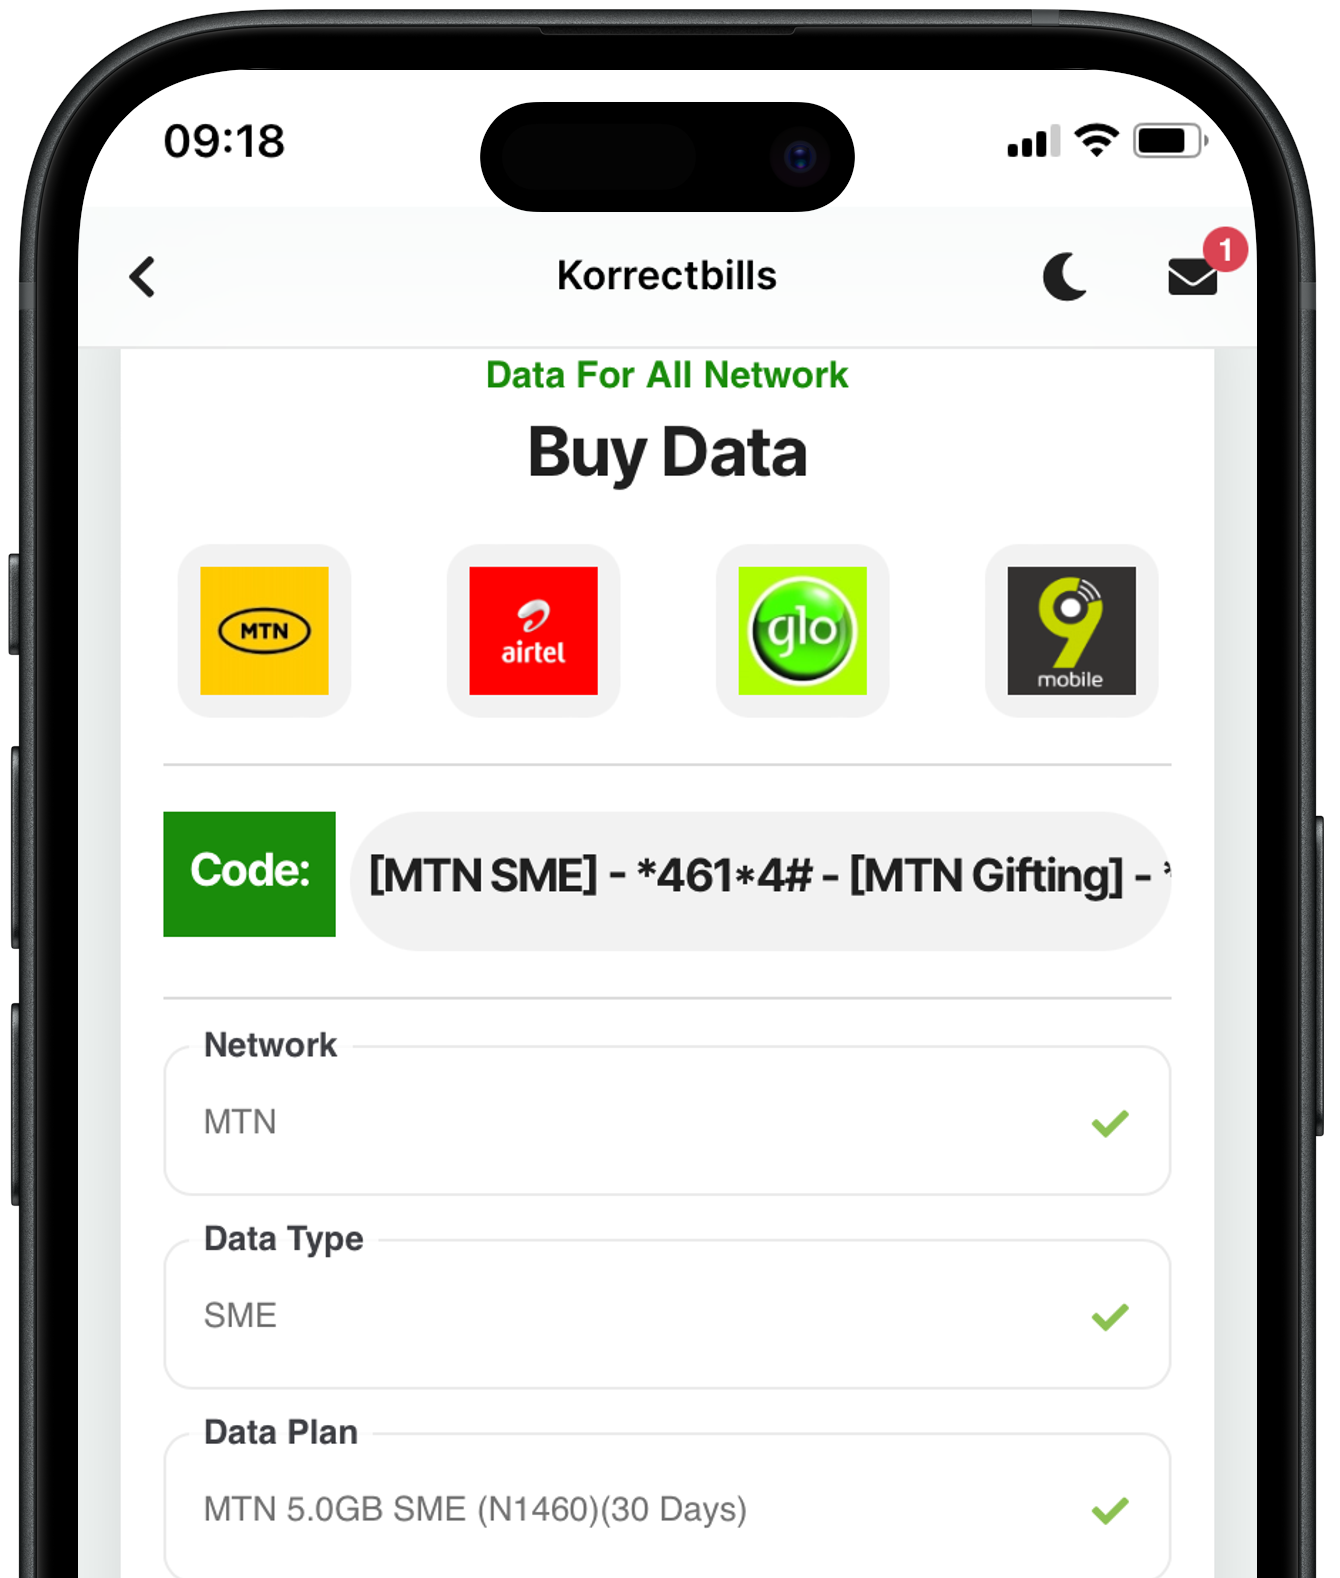 09:18
Korrectbills
1
Data For All Network
Buy Data
MTN
airtel
glo
9
mobile
Code:
[MTN SME] - *461*4# - [MTN Gifting] - *
Network
MTN
Data Type
SME
Data Plan
MTN 5.0GB SME (N1460)(30 Days)